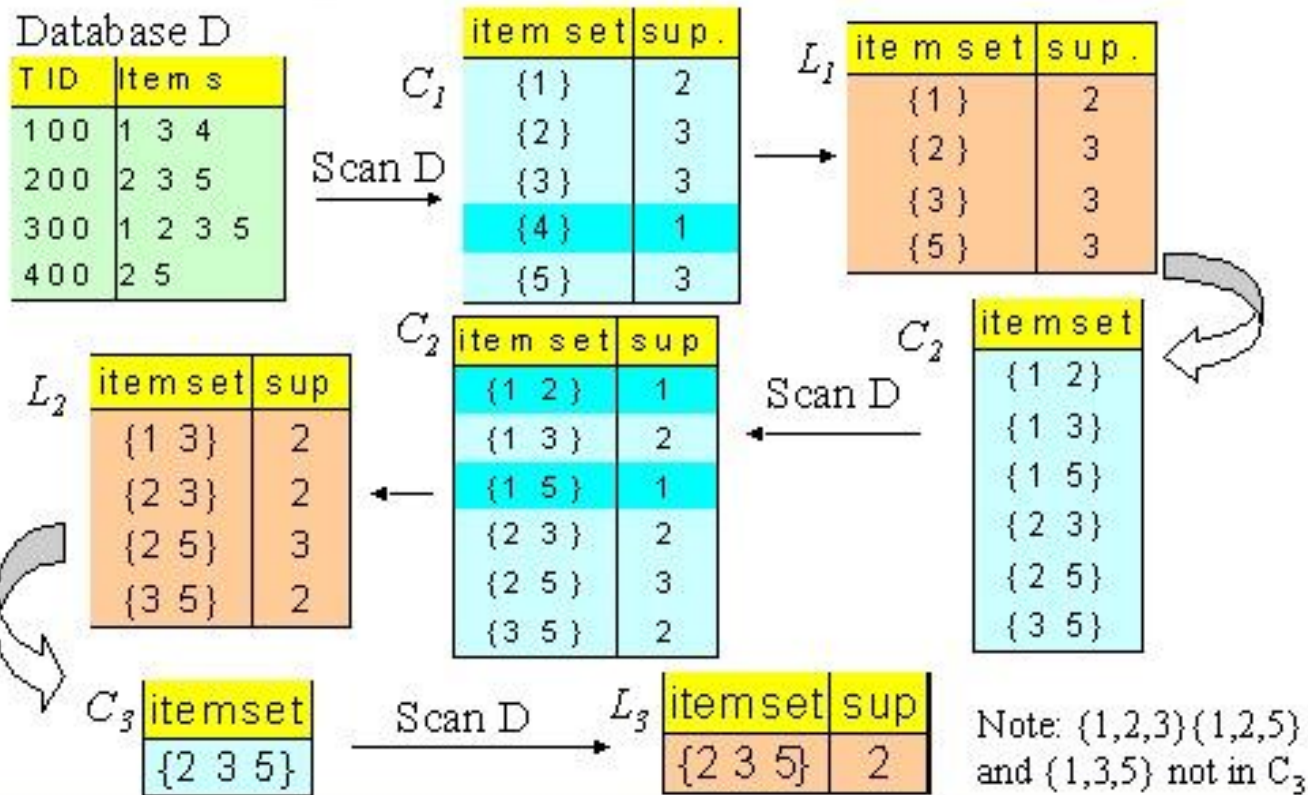 Database D
TID Items
100 1 3 4
200 2 3 5
300 1 2 3 5
400 2 5
Scan D
C1
itemset sup.
{1} 2
{2} 3
{3} 3
{4} 1
{5} 3
L1
itemset sup.
{1} 2
{2} 3
{3} 3
{5} 3
C2
itemset
{1 2}
{1 3}
{1 5}
{2 3}
{2 5}
{3 5}
Scan D
C2
itemset sup
{1 2} 1
{1 3} 2
{1 5} 1
{2 3} 2
{2 5} 3
{3 5} 2
L2
itemset sup
{1 3} 2
{2 3} 2
{2 5} 3
{3 5} 2
C3
itemset
{2 3 5}
Scan D
L3
itemset sup
{2 3 5} 2
Note: {1,2,3}{1,2,5}
and {1,3,5} not in C3